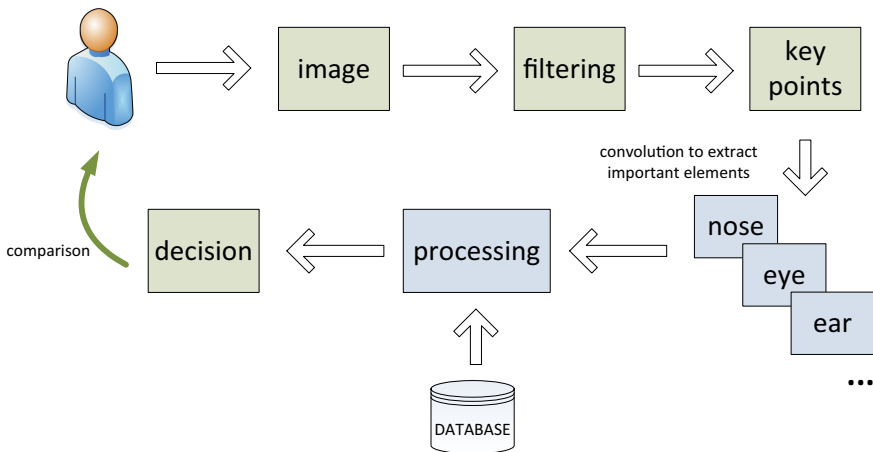 image
filtering
key
points
convolution to extract
important elements
nose
eye
ear
...
processing
decision
comparison
DATABASE